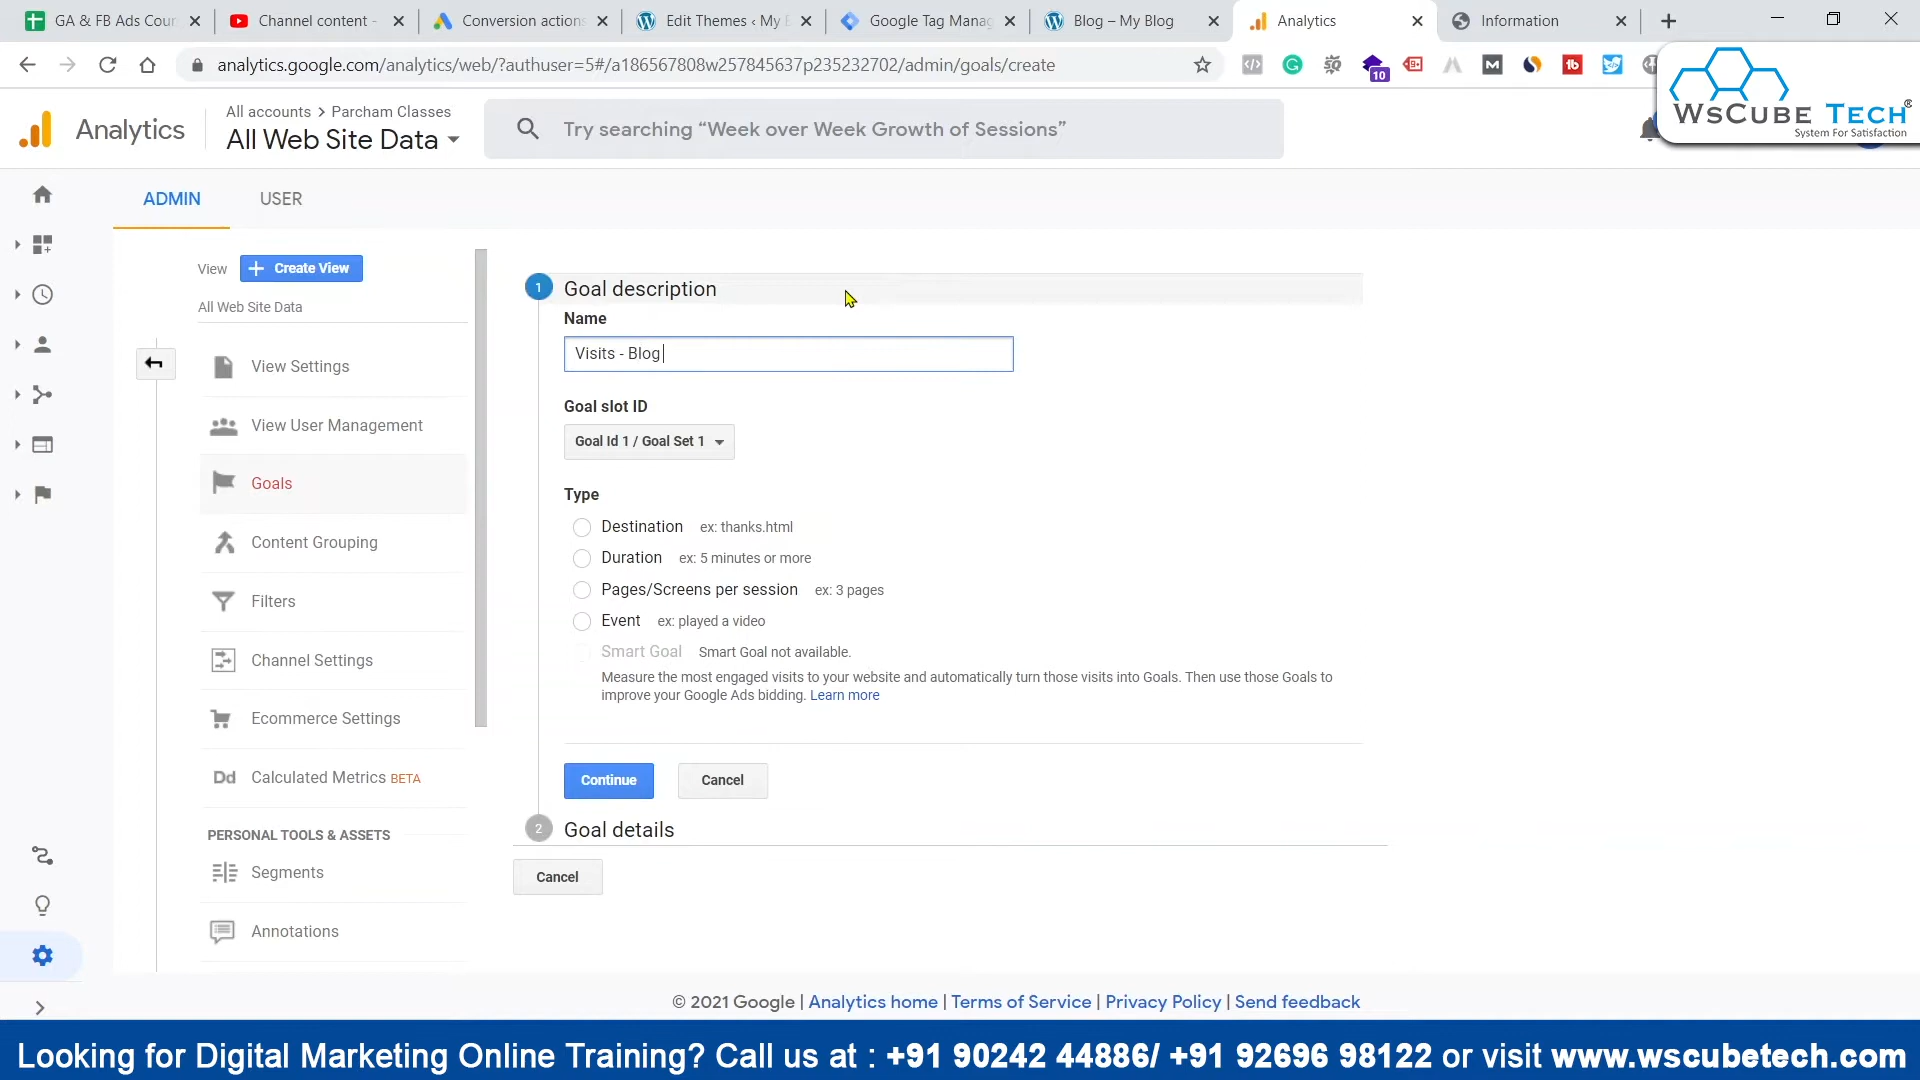 GA & FB Ads Coun
Channel content -
Conversion actions
Edit Themes ‹ My B
Google Tag Manag
Blog – My Blog
Analytics
Information
analytics.google.com/analytics/web/?authuser=5#/a186567808w257845637p235232702/admin/goals/create
10
WsCube Tech®
System For Satisfaction
Analytics
All accounts > Parcham Classes
All Web Site Data
Try searching “Week over Week Growth of Sessions”
ADMIN
USER
View
Create View
All Web Site Data
View Settings
View User Management
Goals
Content Grouping
Filters
Channel Settings
Ecommerce Settings
Dd Calculated Metrics BETA
PERSONAL TOOLS & ASSETS
Segments
Annotations
1 Goal description
Name
Visits - Blog
Goal slot ID
Goal Id 1 / Goal Set 1
Type
Destination ex: thanks.html
Duration ex: 5 minutes or more
Pages/Screens per session ex: 3 pages
Event ex: played a video
Smart Goal Smart Goal not available.
Measure the most engaged visits to your website and automatically turn those visits into Goals. Then use those Goals to
improve your Google Ads bidding. Learn more
Continue
Cancel
2 Goal details
Cancel
© 2021 Google | Analytics home | Terms of Service | Privacy Policy | Send feedback
Looking for Digital Marketing Online Training? Call us at : +91 90242 44886/ +91 92696 98122 or visit www.wscubetech.com